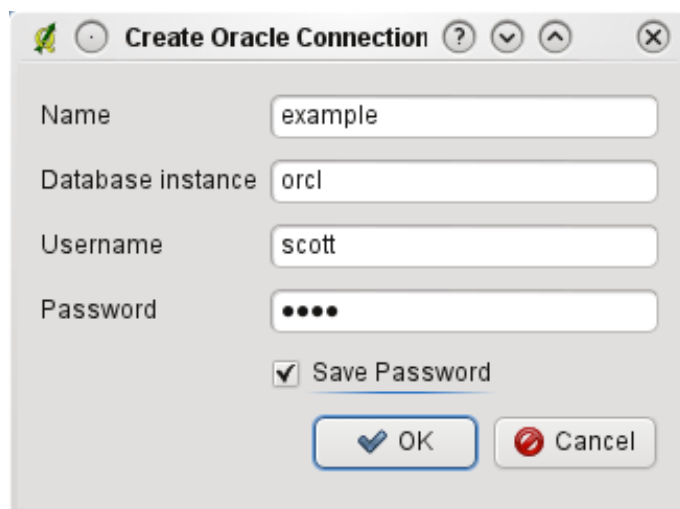 Create Oracle Connection
Name
example
Database instance
orcl
Username
scott
Password
••••
Save Password
OK
Cancel